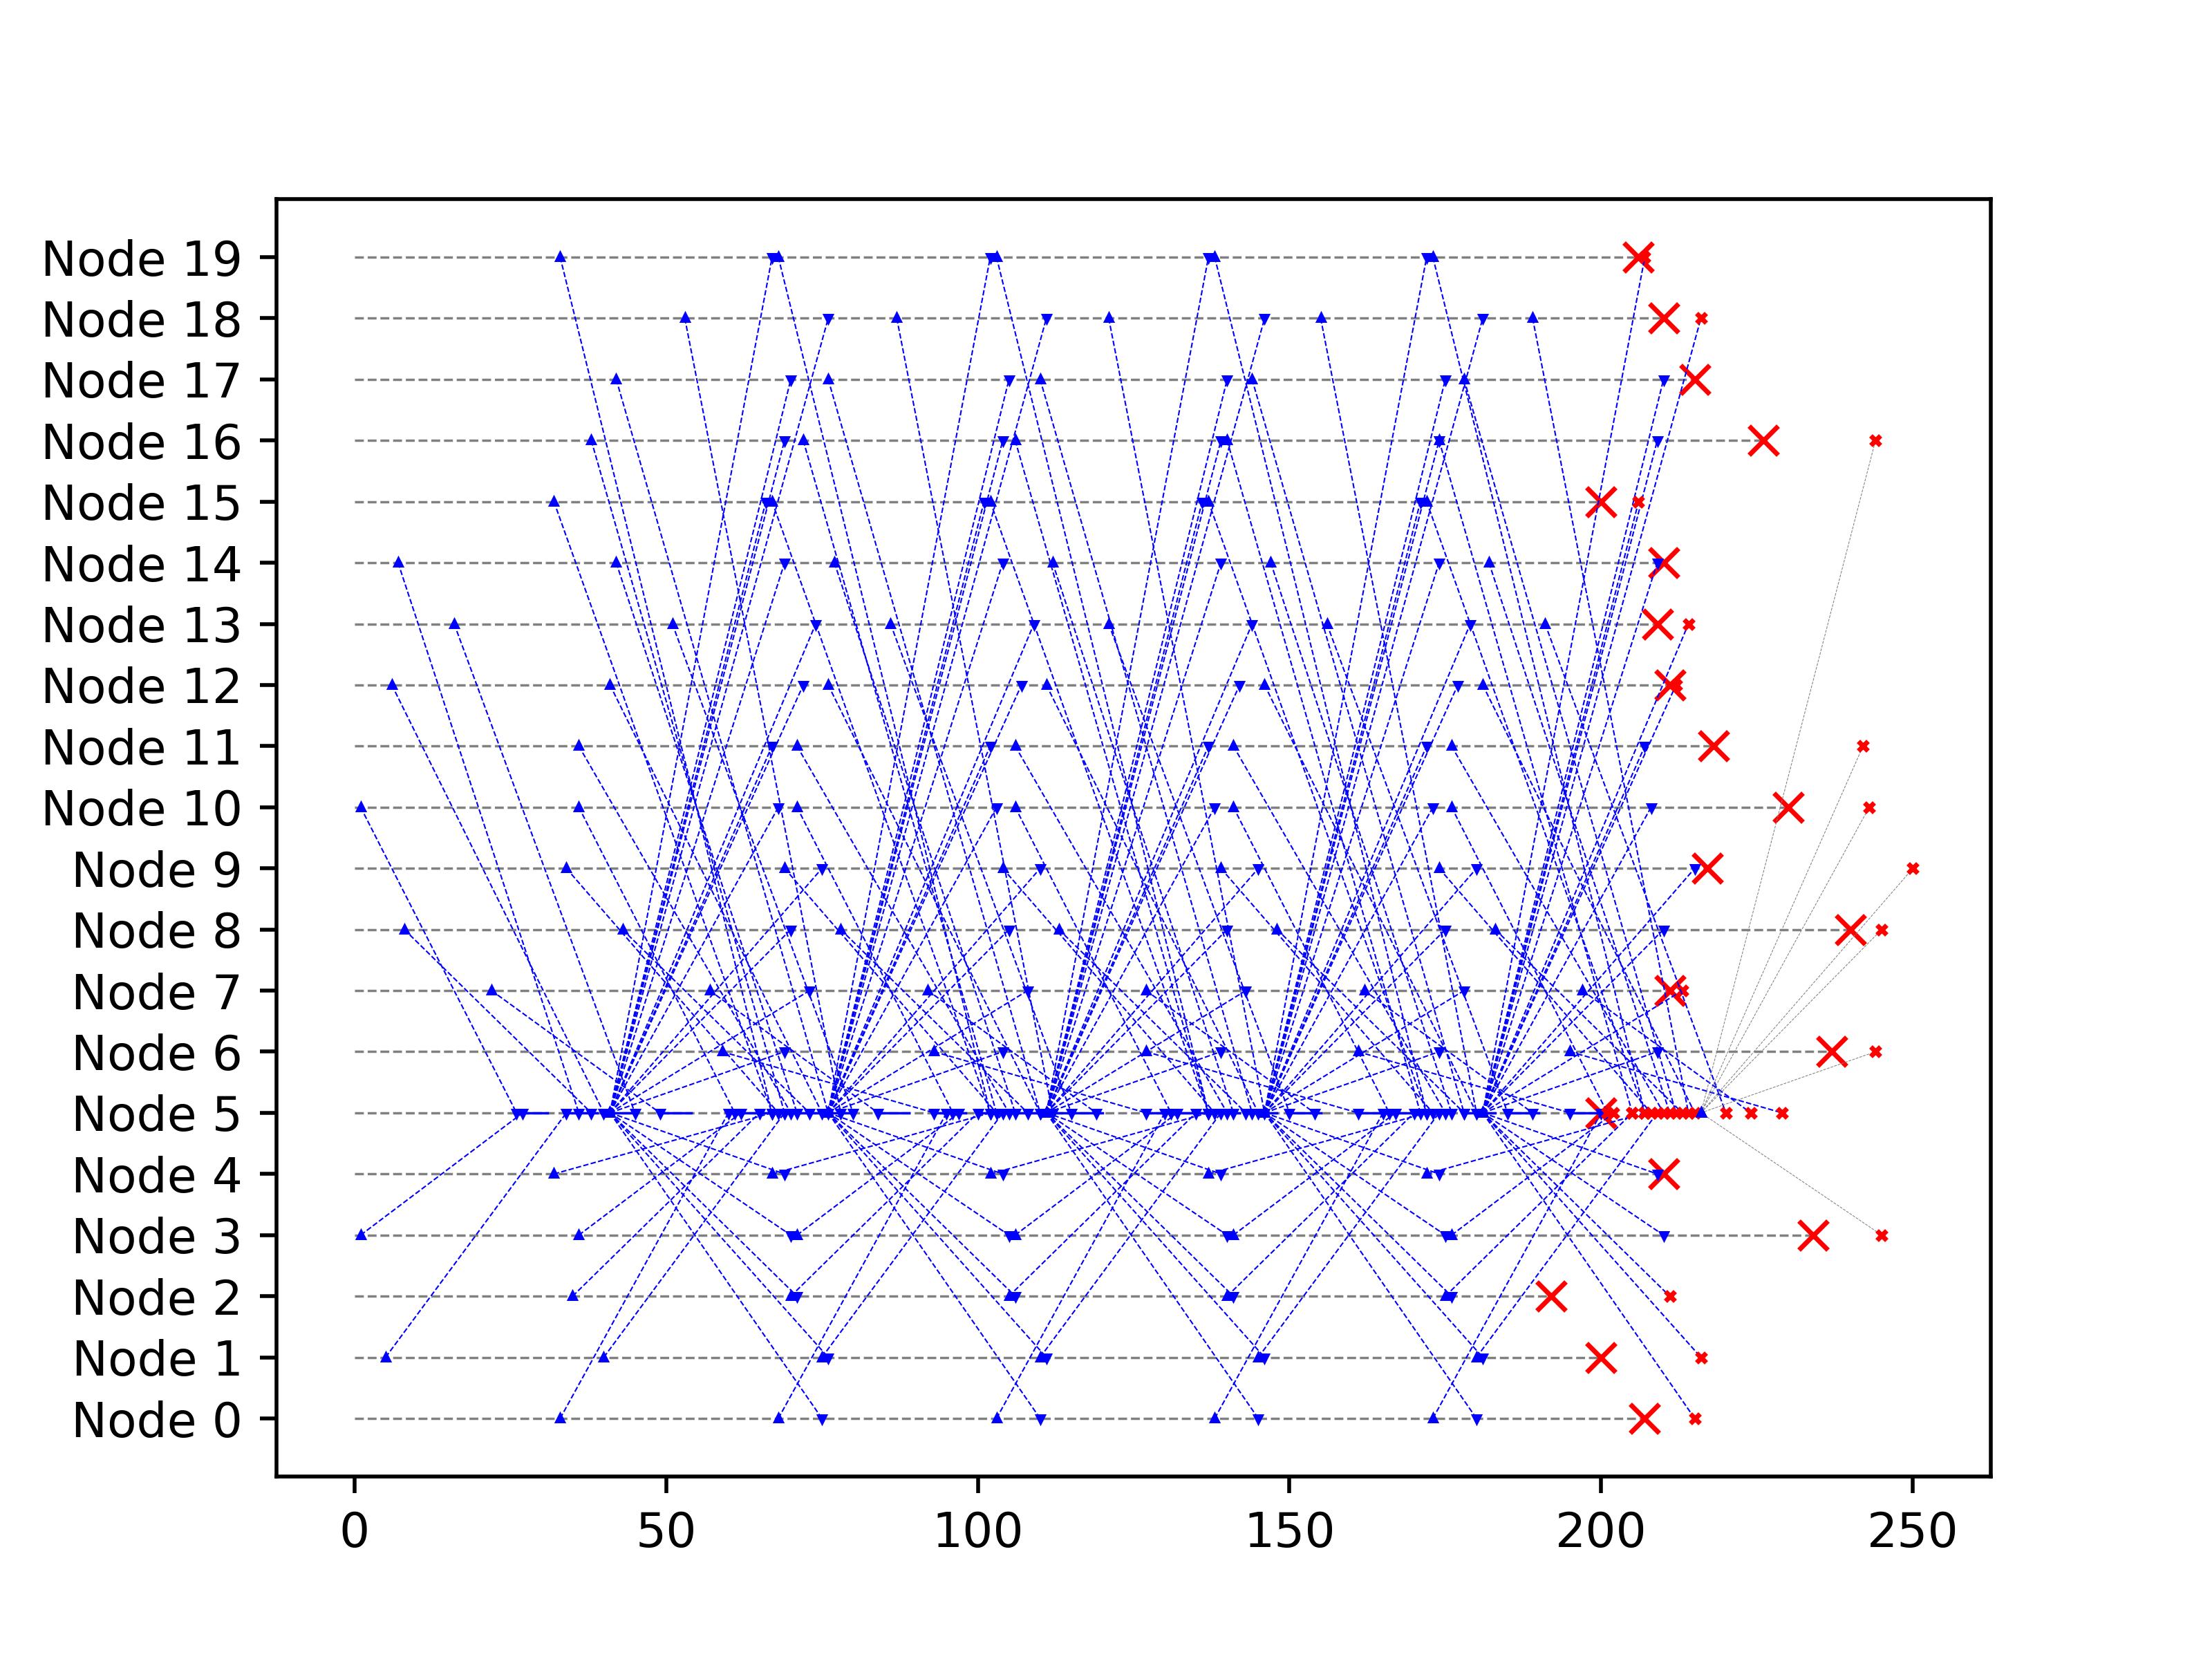 Node 19
Node 18
Node 17
Node 16
Node 15
Node 14
Node 13
Node 12
Node 11
Node 10
Node 9
Node 8
Node 7
Node 6
Node 5
Node 4
Node 3
Node 2
Node 1
Node 0
0 50 100 150 200 250